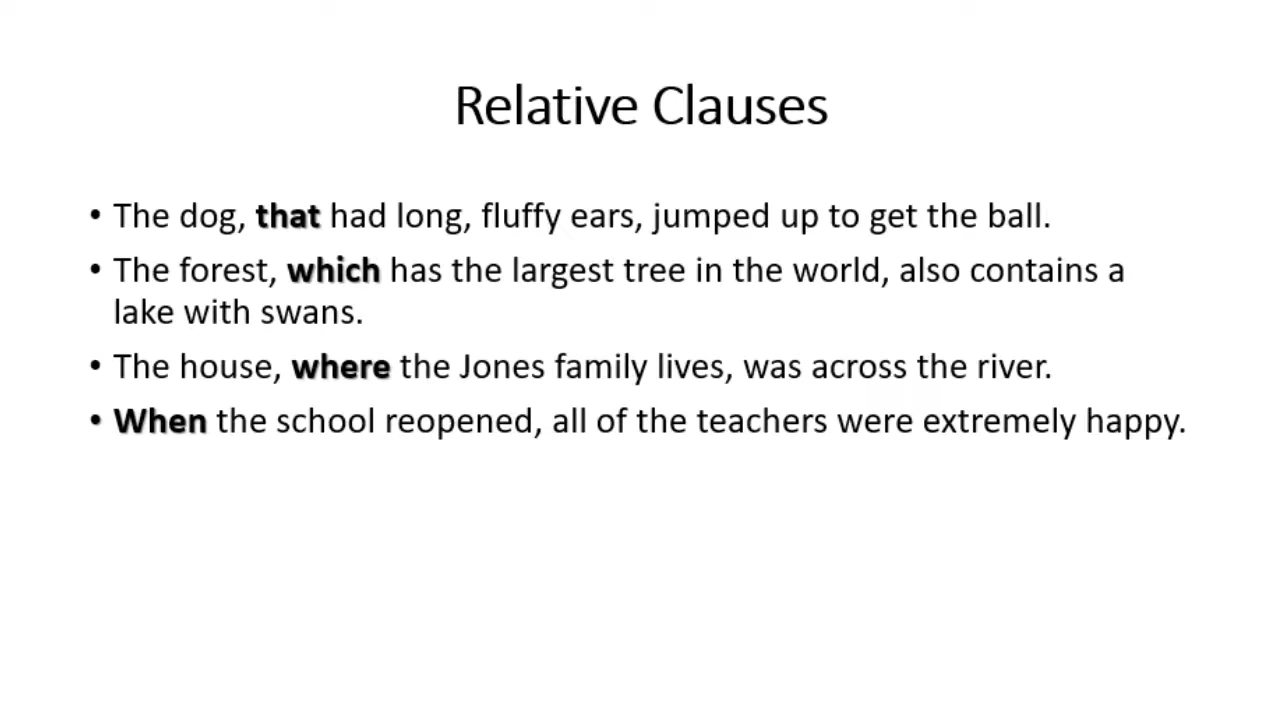 Relative Clauses
• The dog, that had long, fluffy ears, jumped up to get the ball.
• The forest, which has the largest tree in the world, also contains a
lake with swans.
• The house, where the Jones family lives, was across the river.
• When the school reopened, all of the teachers were extremely happy.